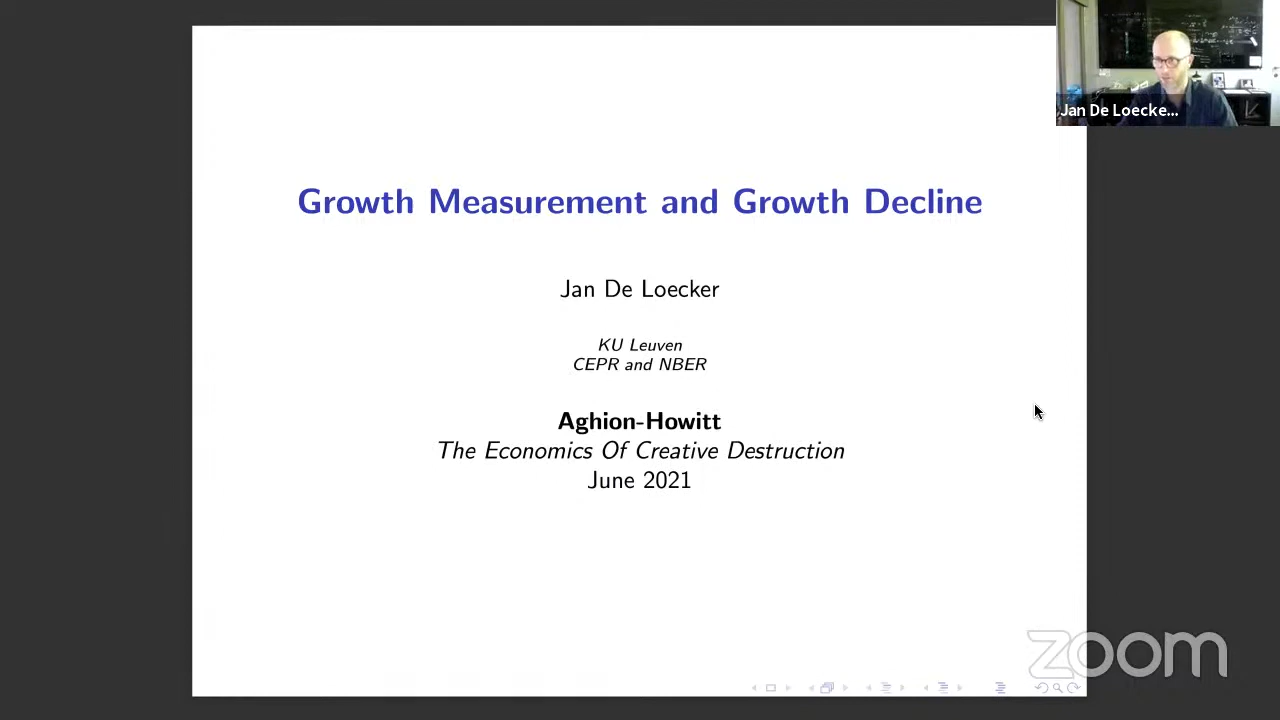 Jan De Loecke...
Growth Measurement and Growth Decline
Jan De Loecker
KU Leuven
CEPR and NBER
Aghion-Howitt
The Economics Of Creative Destruction
June 2021
zoom